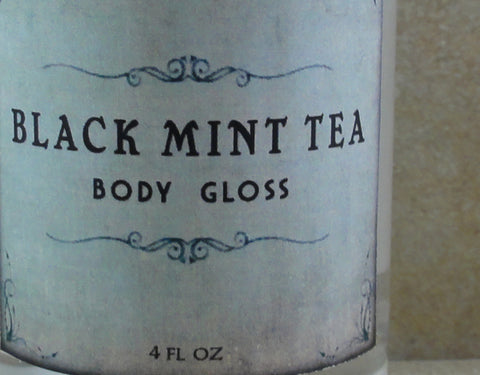 BLACK MINT TEA
BODY GLOSS
4 FL OZ